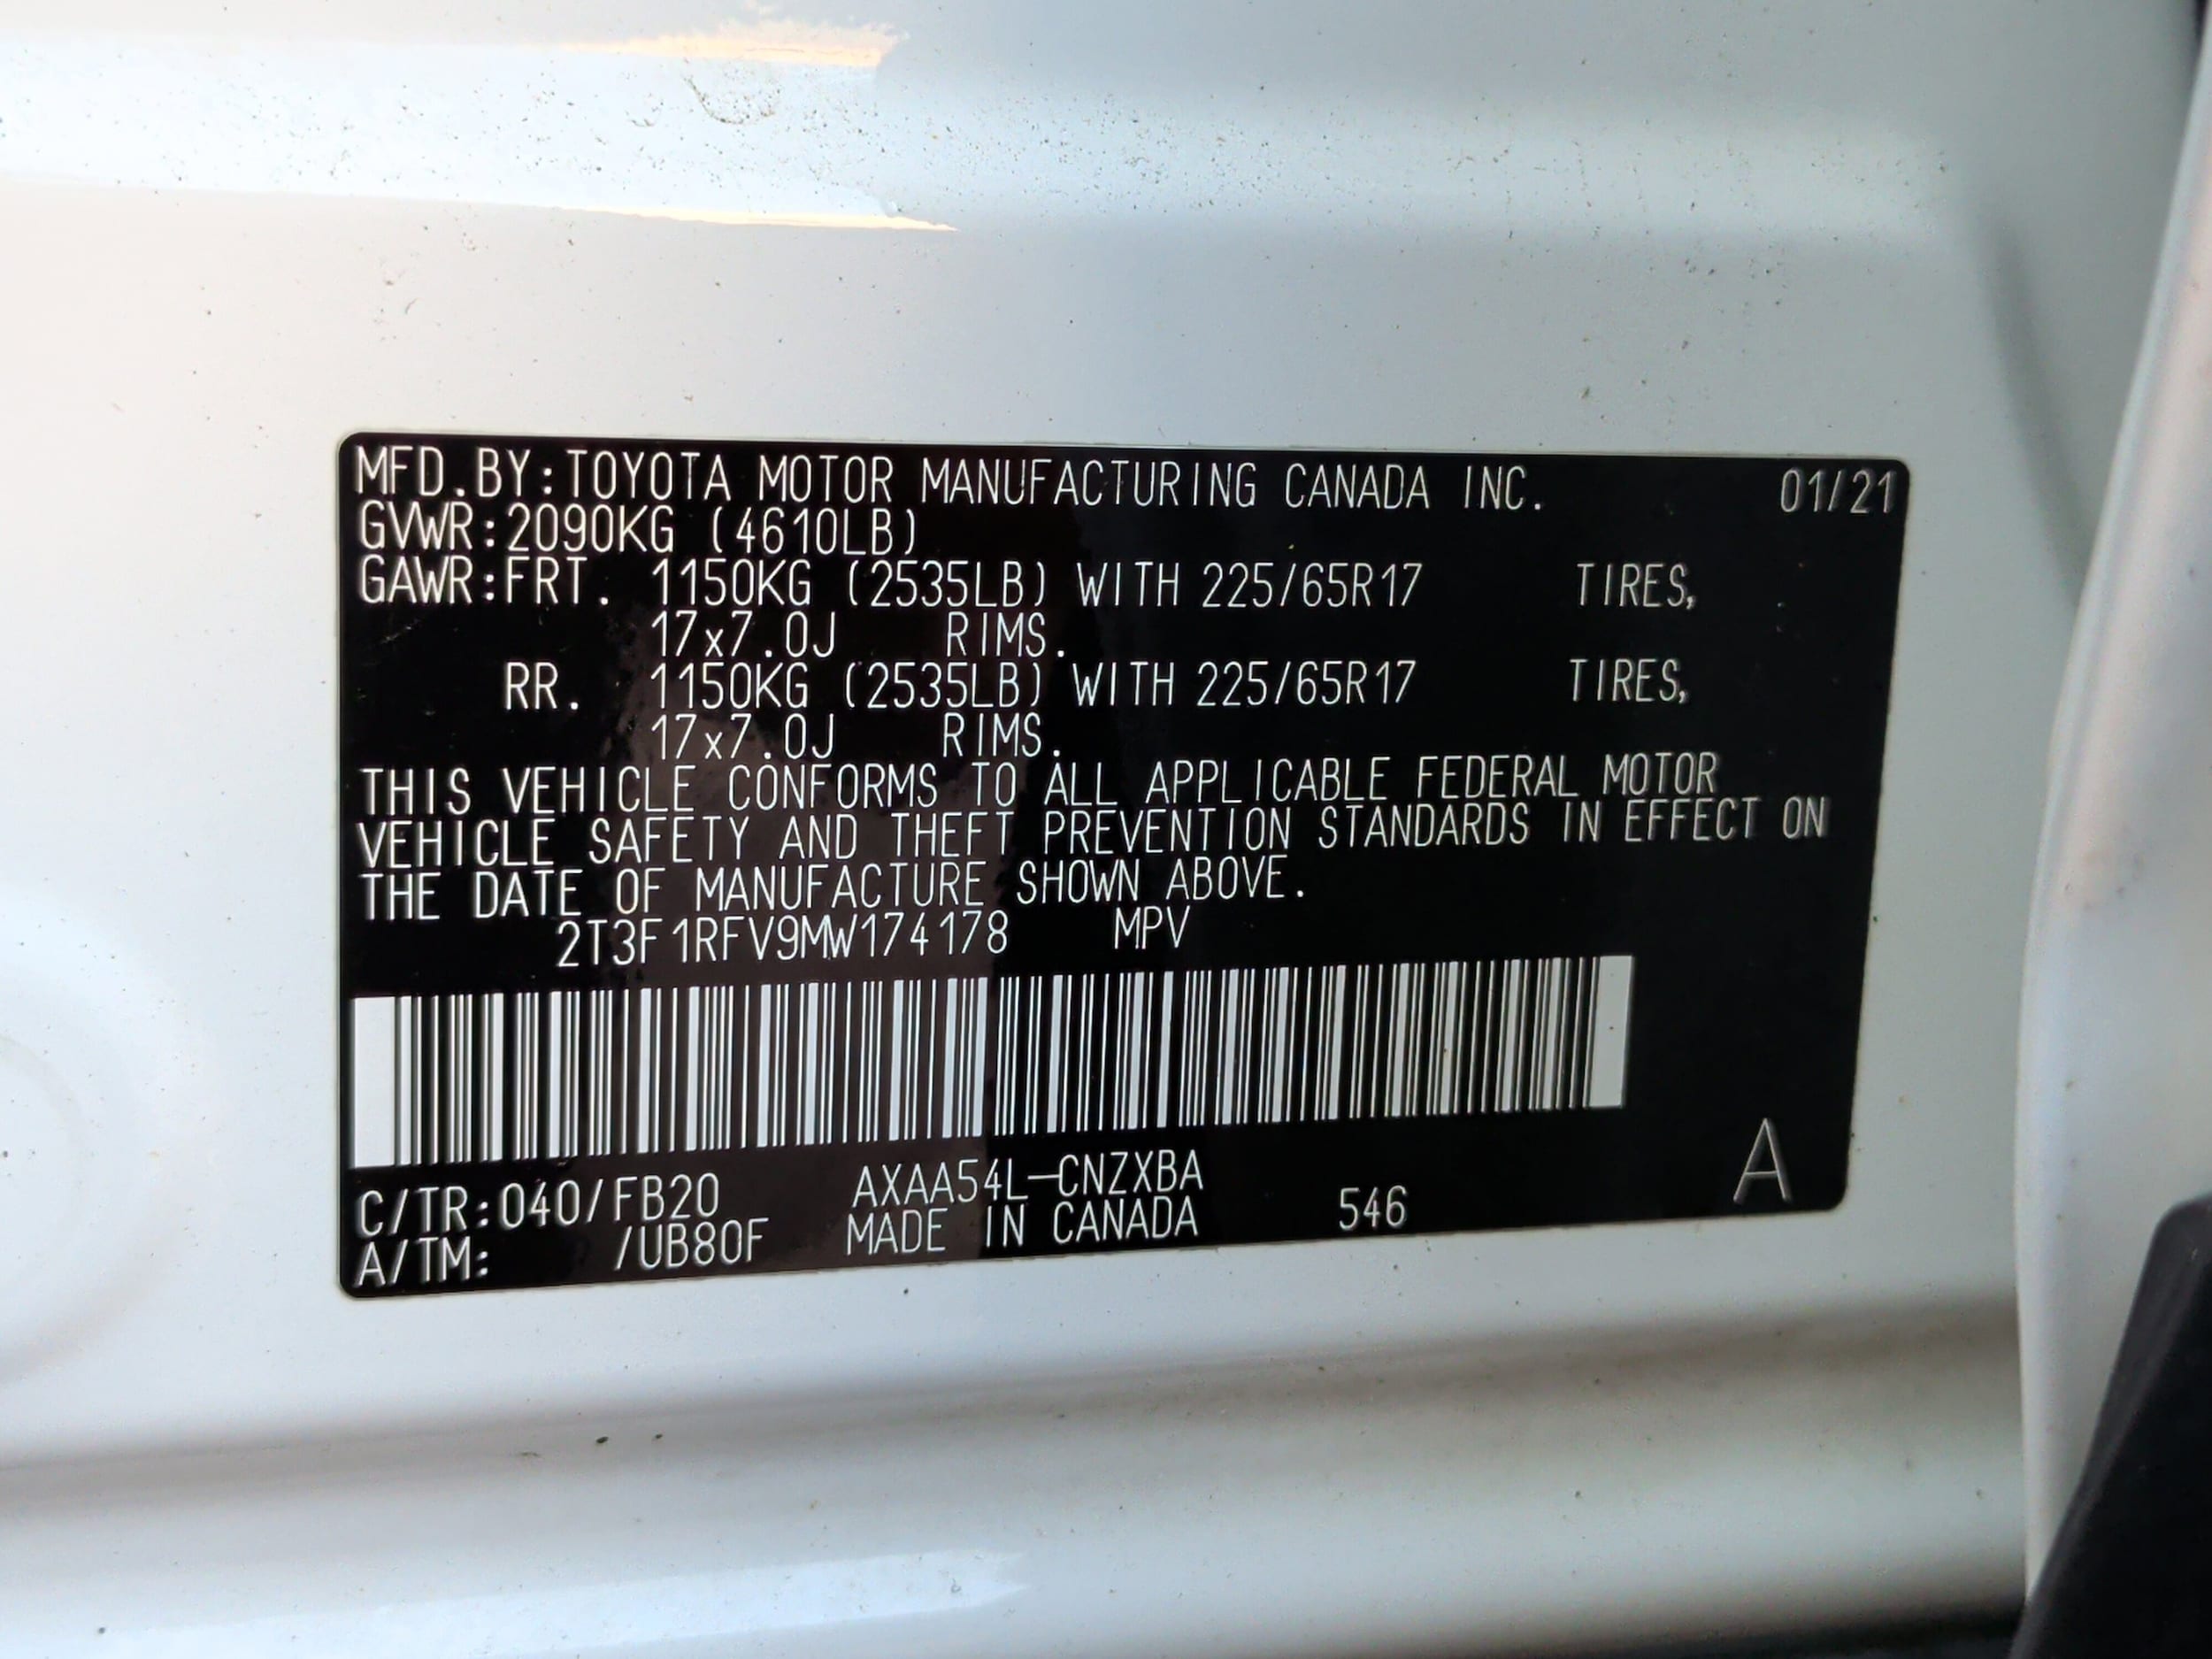 MFD.BY:TOYOTA MOTOR MANUFACTURING CANADA INC. 01/21
GVWR:2090KG (4610LB)
GAWR:FRT. 1150KG (2535LB) WITH 225/65R17 TIRES,
17x7.0J RIMS.
RR. 1150KG (2535LB) WITH 225/65R17 TIRES,
17x7.0J RIMS.
THIS VEHICLE CONFORMS TO ALL APPLICABLE FEDERAL MOTOR
VEHICLE SAFETY AND THEFT PREVENTION STANDARDS IN EFFECT ON
THE DATE OF MANUFACTURE SHOWN ABOVE.
2T3F1RFV9MW174178 MPV
C/TR:040/FB20 AXAA54L-CNZXBA
A/TM: /UB80F MADE IN CANADA 546 A